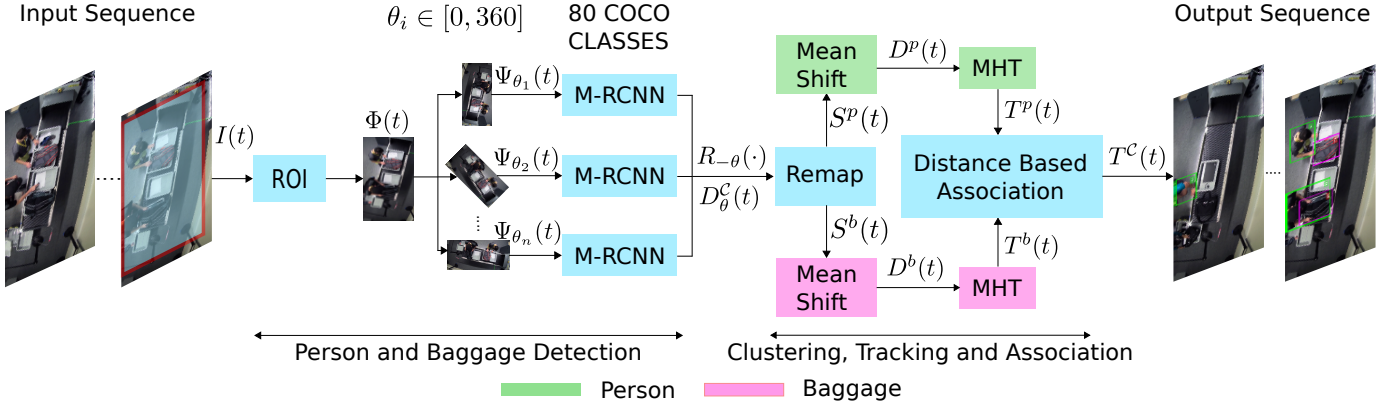 Input Sequence
θ_i ∈ [0, 360]
80 COCO
CLASSES
Output Sequence
I(t)
ROI
Φ(t)
Ψ_θ₁(t)
M-RCNN
Ψ_θ₂(t)
M-RCNN
Ψ_θₙ(t)
M-RCNN
R_−θ(·)
D_θ^𝒞(t)
Remap
S^p(t)
Mean
Shift
D^p(t)
MHT
T^p(t)
S^b(t)
Mean
Shift
D^b(t)
MHT
T^b(t)
Distance Based
Association
T^𝒞(t)
Person and Baggage Detection
Clustering, Tracking and Association
Person
Baggage